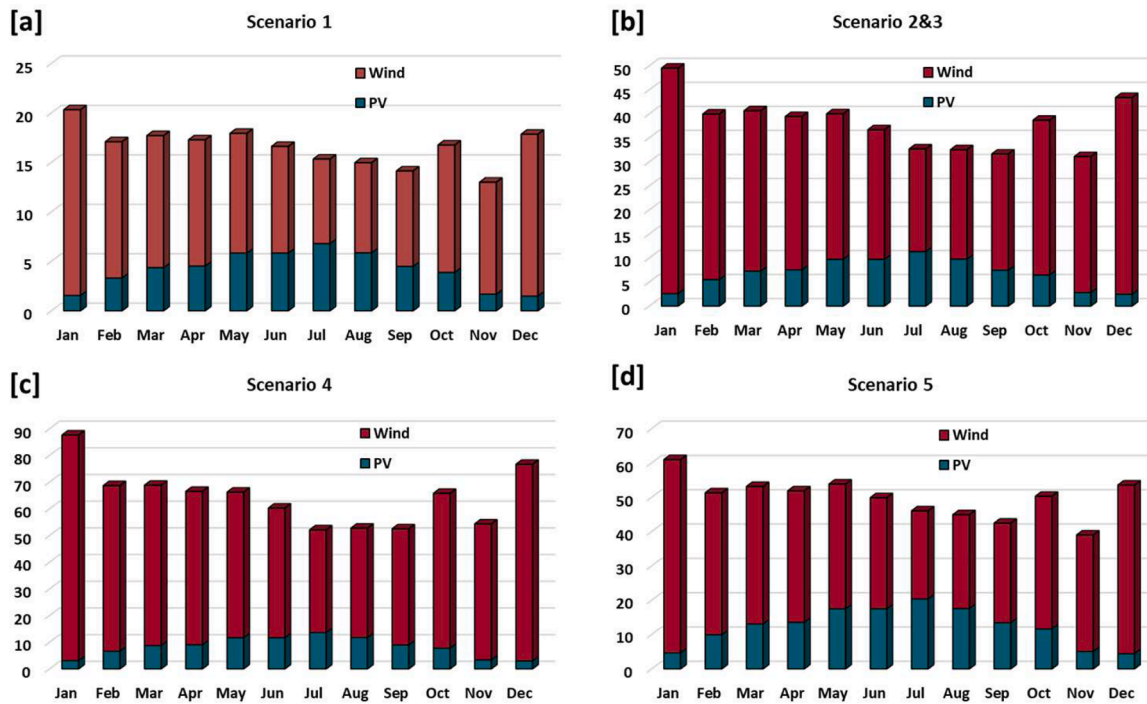 [a]
Scenario 1
25
20
15
10
5
0
Wind
PV
Jan Feb Mar Apr May Jun Jul Aug Sep Oct Nov Dec
[b]
Scenario 2&3
50
45
40
35
30
25
20
15
10
5
0
Wind
PV
Jan Feb Mar Apr May Jun Jul Aug Sep Oct Nov Dec
[c]
Scenario 4
90
80
70
60
50
40
30
20
10
0
Wind
PV
Jan Feb Mar Apr May Jun Jul Aug Sep Oct Nov Dec
[d]
Scenario 5
70
60
50
40
30
20
10
0
Wind
PV
Jan Feb Mar Apr May Jun Jul Aug Sep Oct Nov Dec